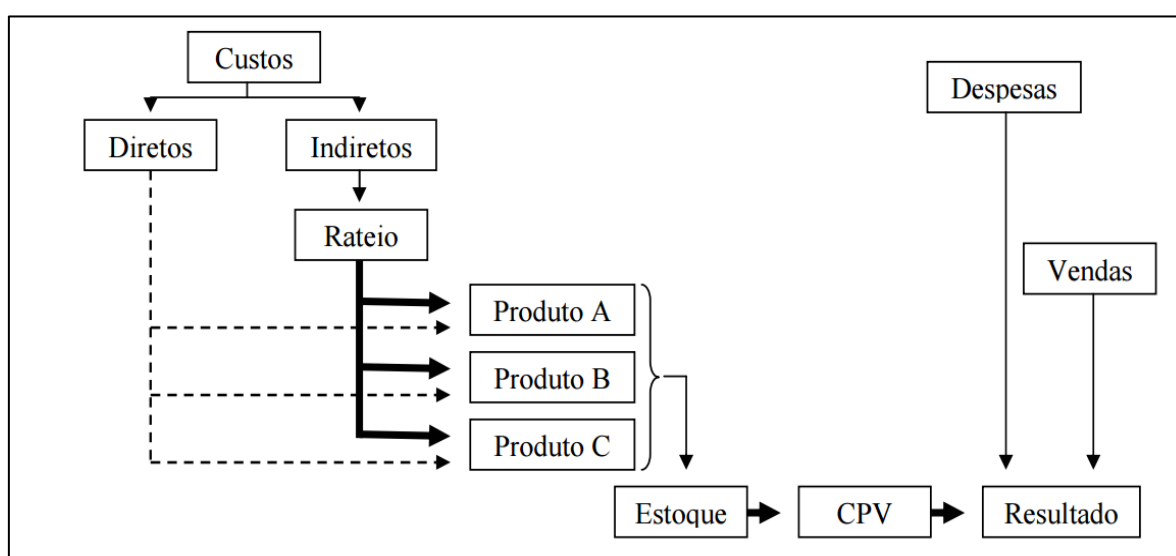 Custos
Despesas
Diretos
Indiretos
Rateio
Vendas
Produto A
Produto B
Produto C
Estoque
CPV
Resultado